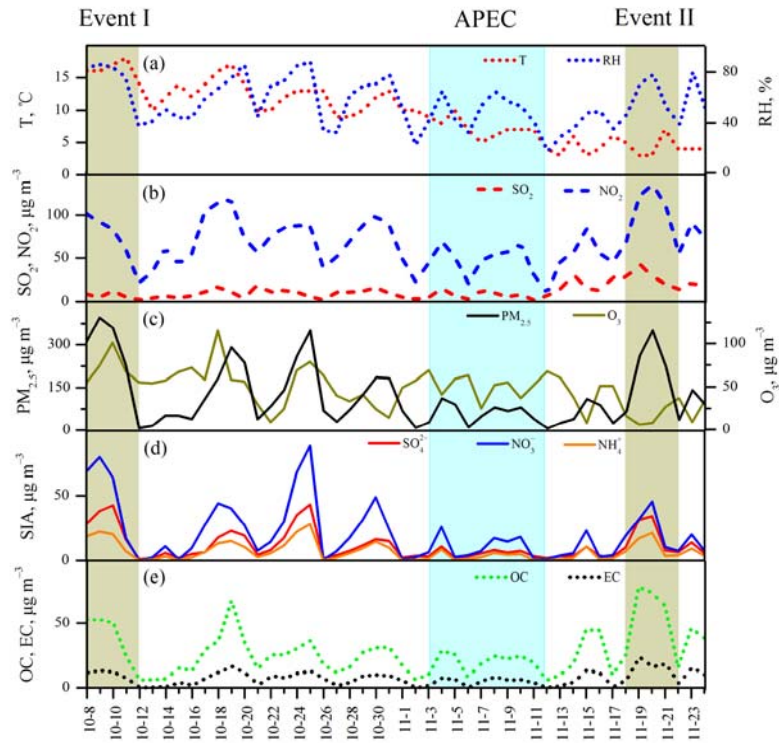 Event I APEC Event II
(a) T RH
T, ℃
15
10
5
0
RH, %
80
40
0
(b) SO₂ NO₂
SO₂, NO₂, µg m⁻³
100
50
0
(c) PM₂.₅ O₃
PM₂.₅, µg m⁻³
300
150
0
O₃, µg m⁻³
100
50
0
(d) SO₄²⁻ NO₃⁻ NH₄⁺
SIA, µg m⁻³
50
0
(e) OC EC
OC, EC, µg m⁻³
50
0
10-8 10-10 10-12 10-14 10-16 10-18 10-20 10-22 10-24 10-26 10-28 10-30 11-1 11-3 11-5 11-7 11-9 11-11 11-13 11-15 11-17 11-19 11-21 11-23